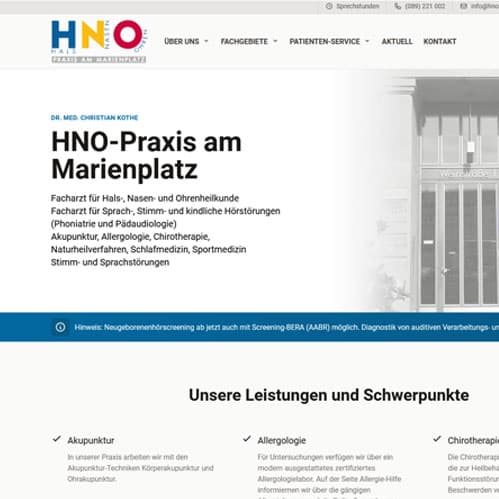 Sprechstunden (089) 221 002
HNO
HALS NASEN OHREN
PRAXIS AM MARIENPLATZ
ÜBER UNS FACHGEBIETE PATIENTEN-SERVICE AKTUELL KONTAKT
DR. MED. CHRISTIAN KOTHE
HNO-Praxis am
Marienplatz
Facharzt für Hals-, Nasen- und Ohrenheilkunde
Facharzt für Sprach-, Stimm- und kindliche Hörstörungen
(Phoniatrie und Pädaudiologie)
Akupunktur, Allergologie, Chirotherapie,
Naturheilverfahren, Schlafmedizin, Sportmedizin
Stimm- und Sprachstörungen
Hinweis: Neugeborenenhörscreening ab jetzt auch mit Screening-BERA (AABR) möglich. Diagnostik von auditiven Verarbeitungs- un
Unsere Leistungen und Schwerpunkte
Akupunktur
In unserer Praxis arbeiten wir mit den
Akupunktur-Techniken Körperakupunktur und
Ohrakupunktur.
Allergologie
Für Untersuchungen verfügen wir über ein
modern ausgestattetes zertifiziertes
Allergologielabor. Auf der Seite Allergie-Hilfe
informieren wir über die gängigen
Chirotherapie
Die Chirotherap
die zur Heilbeha
Funktionsstörun
Beschwerden v